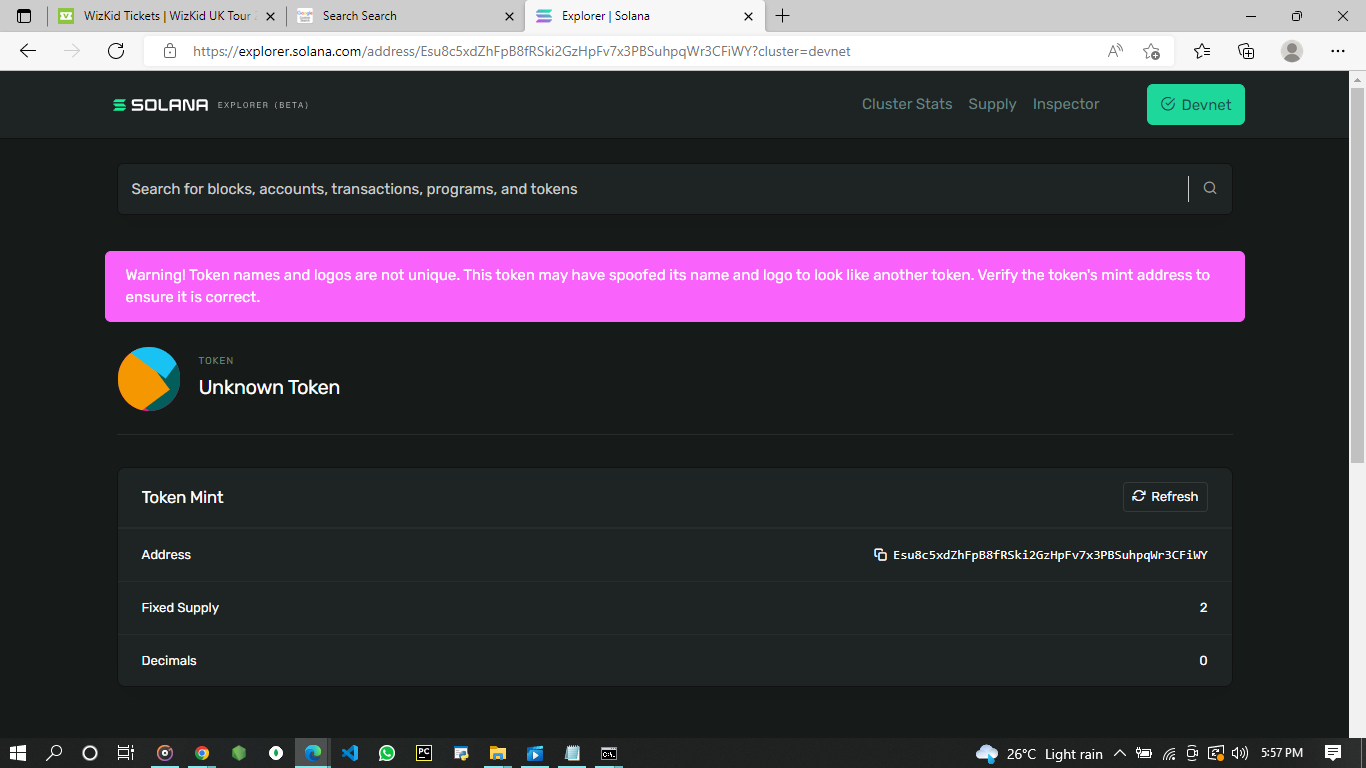 WizKid Tickets | WizKid UK Tour
Search Search
Explorer | Solana
https://explorer.solana.com/address/Esu8c5xdZhFpB8fRSki2GzHpFv7x3PBSuhpqWr3CFiWY?cluster=devnet
SOLANA EXPLORER (BETA)
Cluster Stats Supply Inspector Devnet
Search for blocks, accounts, transactions, programs, and tokens
Warning! Token names and logos are not unique. This token may have spoofed its name and logo to look like another token. Verify the token's mint address to
ensure it is correct.
TOKEN
Unknown Token
Token Mint
Refresh
Address Esu8c5xdZhFpB8fRSki2GzHpFv7x3PBSuhpqWr3CFiWY
Fixed Supply 2
Decimals 0
26°C Light rain 5:57 PM